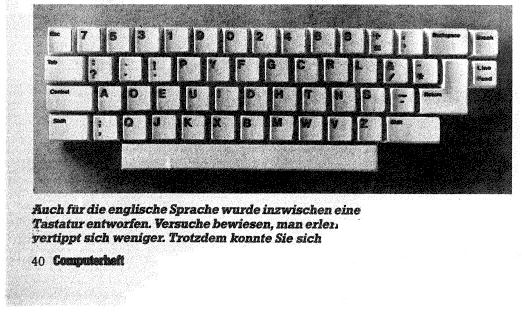 Esc 7 5 3 1 9 0 2 4 6 8 Backspace Break
Tab : ? . ! P Y F G C R L / * Line Feed
Control A O E U I D H T N S — Return
Shift ; Q J K X B M W V Z Shift
Auch für die englische Sprache wurde inzwischen eine
Tastatur entworfen. Versuche bewiesen, man erler
vertippt sich weniger. Trotzdem konnte Sie sich
40 Computerheft